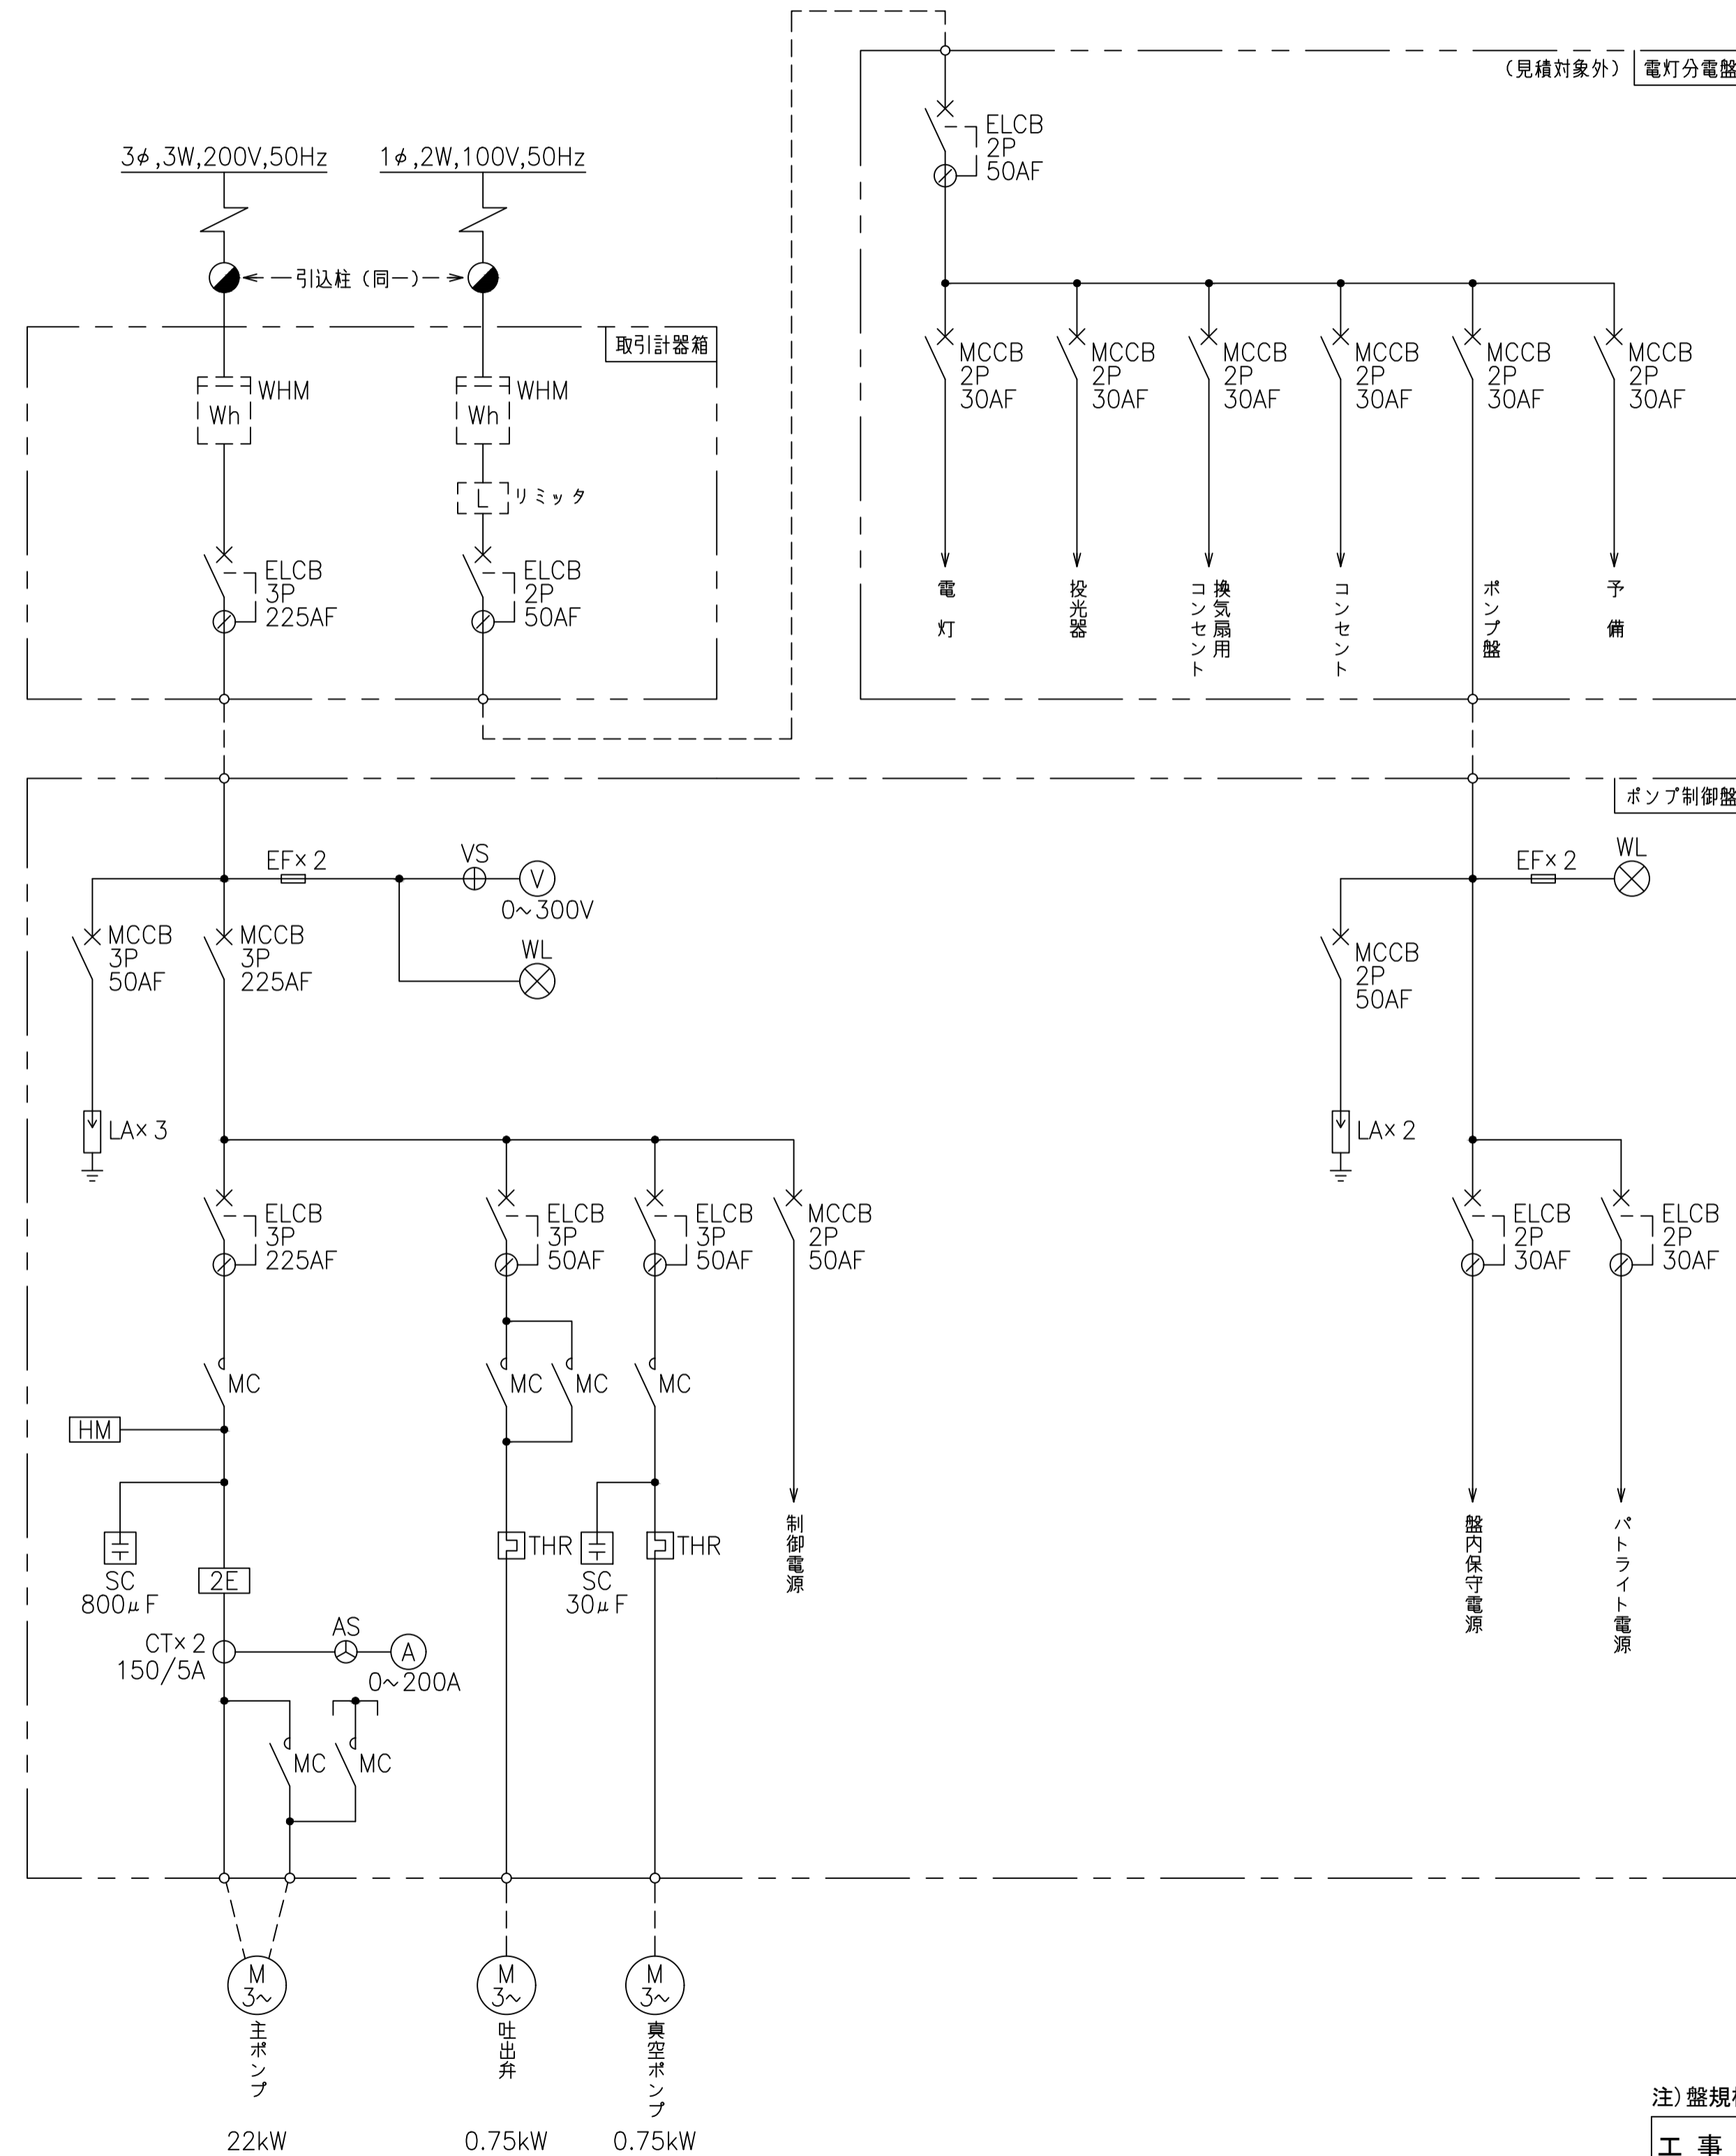 (見積対象外)
電灯分電盤
ELCB
2P
50AF
3φ,3W,200V,50Hz
1φ,2W,100V,50Hz
引込柱(同一)
取引計器箱
WHM
Wh
WHM
Wh
L
リミッタ
ELCB
3P
225AF
ELCB
2P
50AF
MCCB
2P
30AF
MCCB
2P
30AF
MCCB
2P
30AF
MCCB
2P
30AF
MCCB
2P
30AF
MCCB
2P
30AF
電灯
投光器
換気扇用
コンセント
コンセント
ポンプ盤
予備
ポンプ制御盤
EF×2
VS
V
0~300V
WL
MCCB
3P
50AF
MCCB
3P
225AF
LA×3
EF×2
WL
MCCB
2P
50AF
LA×2
ELCB
3P
225AF
ELCB
3P
50AF
ELCB
3P
50AF
MCCB
2P
50AF
ELCB
2P
30AF
ELCB
2P
30AF
MC
MC
MC
MC
HM
SC
800μF
2E
THR
SC
30μF
THR
制御電源
盤内保守電源
パトライト電源
CT×2
150/5A
AS
A
0~200A
MC
MC
M
3~
主ポンプ
22kW
M
3~
吐出弁
0.75kW
M
3~
真空ポンプ
0.75kW
注)盤規
工事